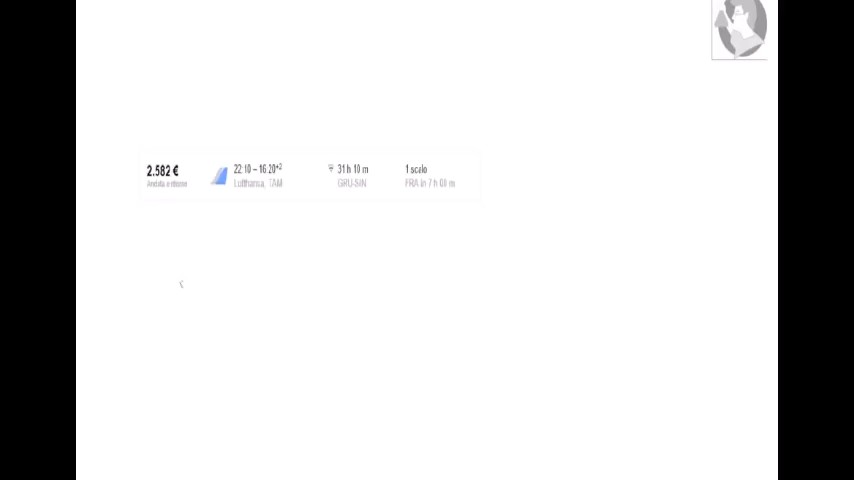 2.582 €
Andata e ritorno
22:10 – 16:20+2
Lufthansa, TAM
31 h 10 m
GRU-SIN
1 scalo
FRA in 7 h 00 m